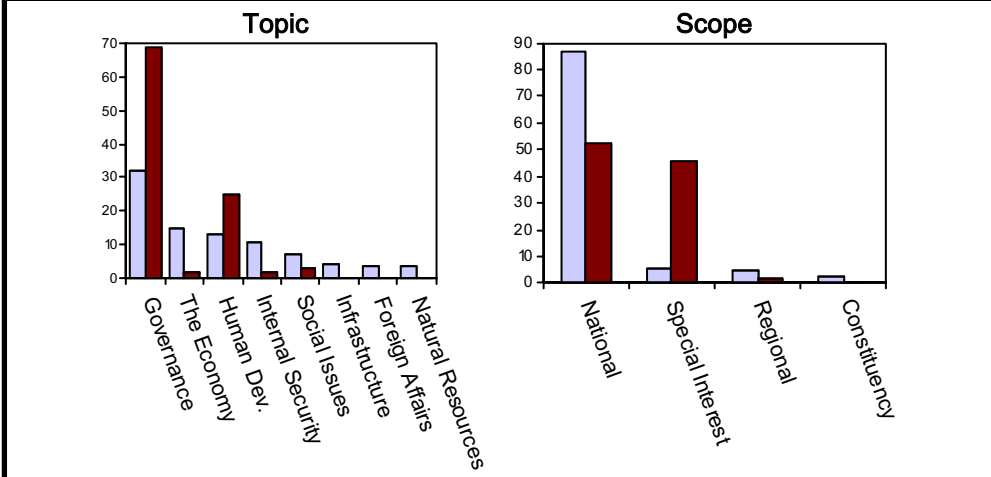 Topic
70
60
50
40
30
20
10
0
Governance
The Economy
Human Dev.
Internal Security
Social Issues
Infrastructure
Foreign Affairs
Natural Resources
Scope
90
80
70
60
50
40
30
20
10
0
National
Special Interest
Regional
Constituency